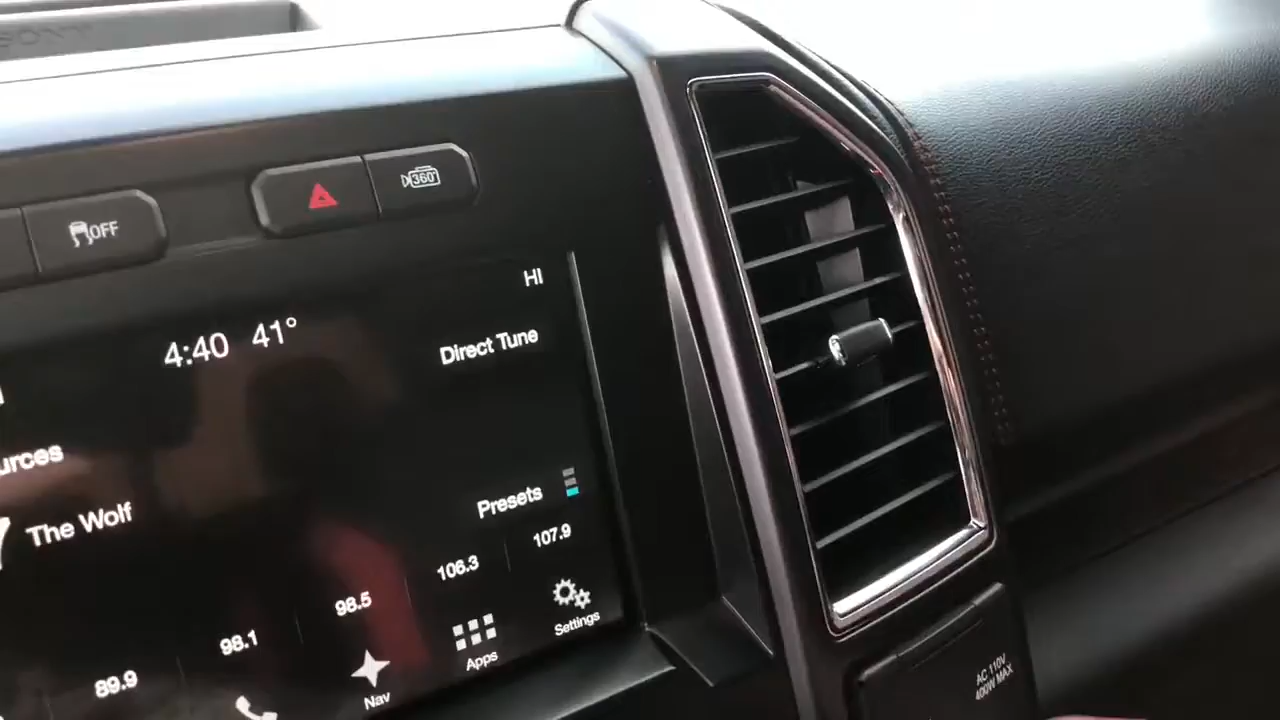 SONY
OFF
360°
HI
4:40 41°
Direct Tune
urces
The Wolf
Presets
89.9 98.1 98.5 106.3 107.9
Nav Apps Settings
AC 110V
400W MAX